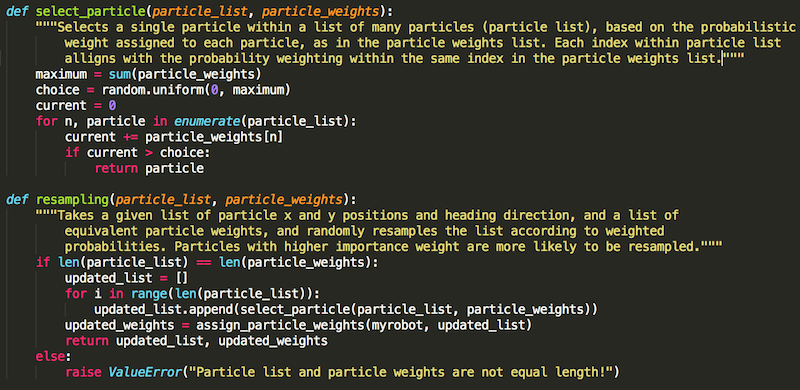 def select_particle(particle_list, particle_weights):
    """Selects a single particle within a list of many particles (particle list), based on the probabilistic
        weight assigned to each particle, as in the particle weights list. Each index within particle list
        alligns with the probability weighting within the same index in the particle weights list."""
    maximum = sum(particle_weights)
    choice = random.uniform(0, maximum)
    current = 0
    for n, particle in enumerate(particle_list):
        current += particle_weights[n]
        if current > choice:
            return particle

def resampling(particle_list, particle_weights):
    """Takes a given list of particle x and y positions and heading direction, and a list of
        equivalent particle weights, and randomly resamples the list according to weighted
        probabilities. Particles with higher importance weight are more likely to be resampled."""
    if len(particle_list) == len(particle_weights):
        updated_list = []
        for i in range(len(particle_list)):
            updated_list.append(select_particle(particle_list, particle_weights))
        updated_weights = assign_particle_weights(myrobot, updated_list)
        return updated_list, updated_weights
    else:
        raise ValueError("Particle list and particle weights are not equal length!")